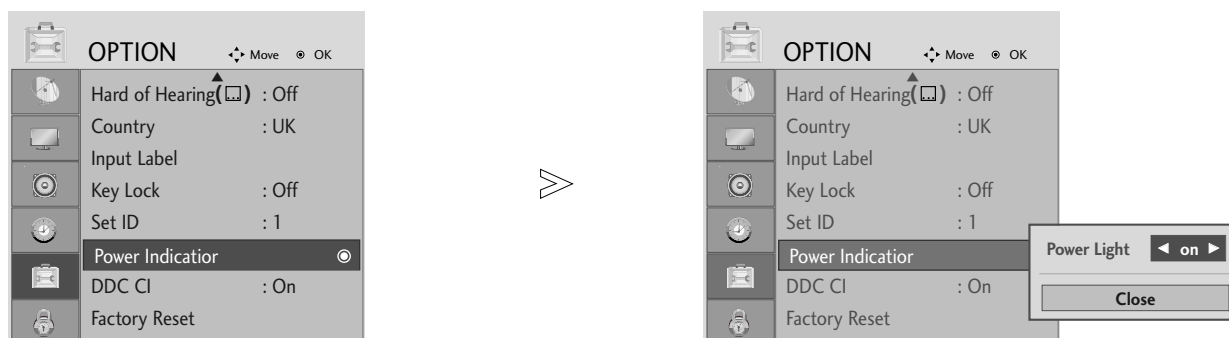 OPTION Move OK
Hard of Hearing(...) : Off
Country : UK
Input Label
Key Lock : Off
Set ID : 1
Power Indicatior
DDC CI : On
Factory Reset
OPTION Move OK
Hard of Hearing(...) : Off
Country : UK
Input Label
Key Lock : Off
Set ID : 1
Power Indicatior
DDC CI : On
Factory Reset
Power Light ◄ on ►
Close